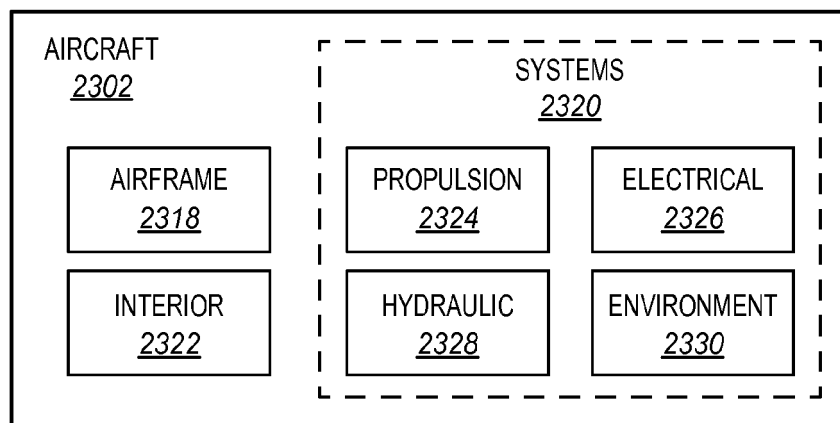 AIRCRAFT
2302
SYSTEMS
2320
AIRFRAME
2318
PROPULSION
2324
ELECTRICAL
2326
INTERIOR
2322
HYDRAULIC
2328
ENVIRONMENT
2330